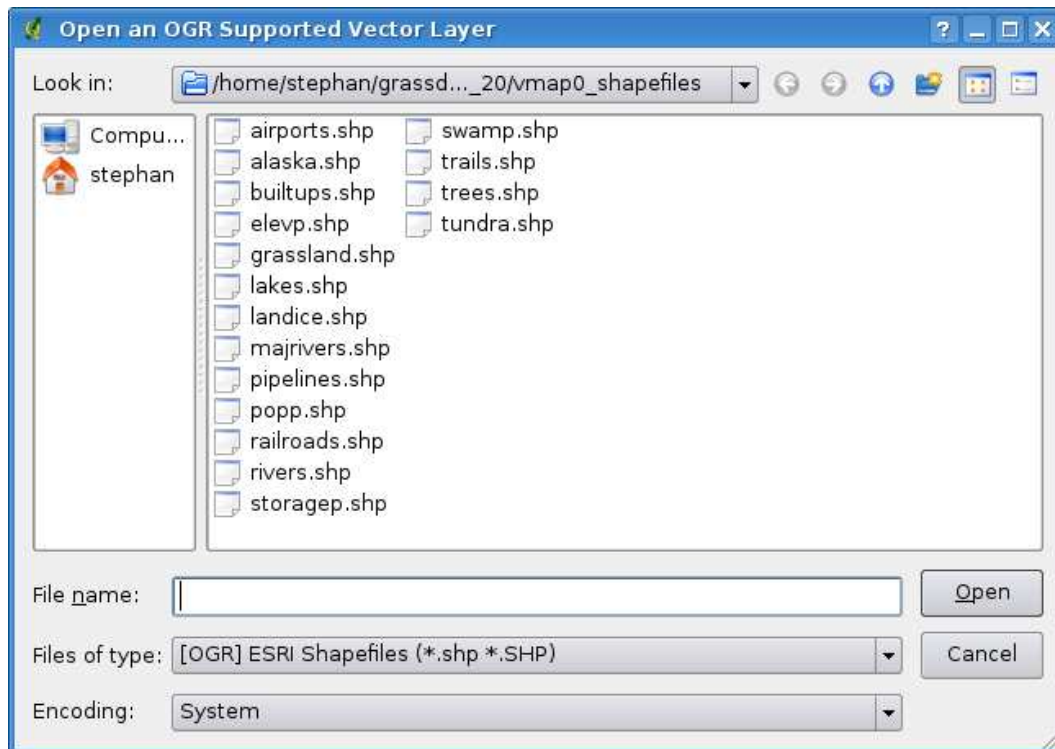 Open an OGR Supported Vector Layer
Look in:
/home/stephan/grassd..._20/vmap0_shapefiles
Compu...
stephan
airports.shp
alaska.shp
builtups.shp
elevp.shp
grassland.shp
lakes.shp
landice.shp
majrivers.shp
pipelines.shp
popp.shp
railroads.shp
rivers.shp
storagep.shp
swamp.shp
trails.shp
trees.shp
tundra.shp
File name:
Open
Files of type:
[OGR] ESRI Shapefiles (*.shp *.SHP)
Cancel
Encoding:
System